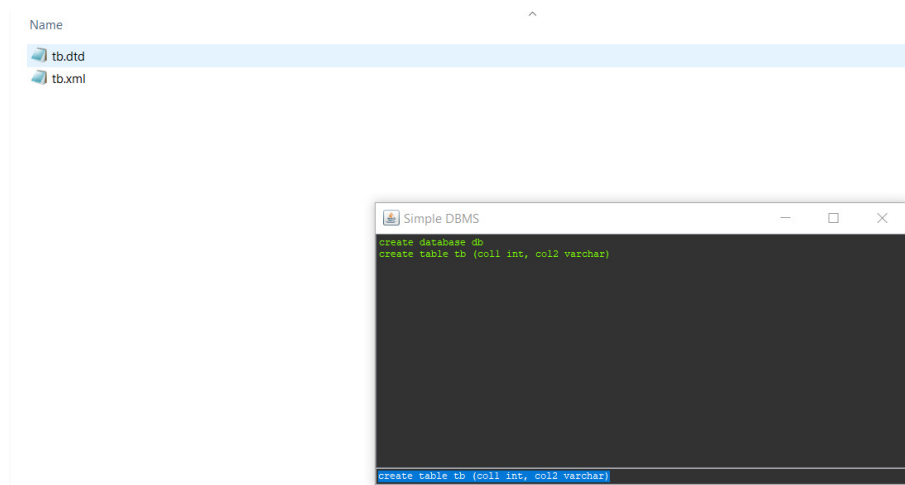 Name
tb.dtd
tb.xml
Simple DBMS
create database db
create table tb (col1 int, col2 varchar)
create table tb (col1 int, col2 varchar)